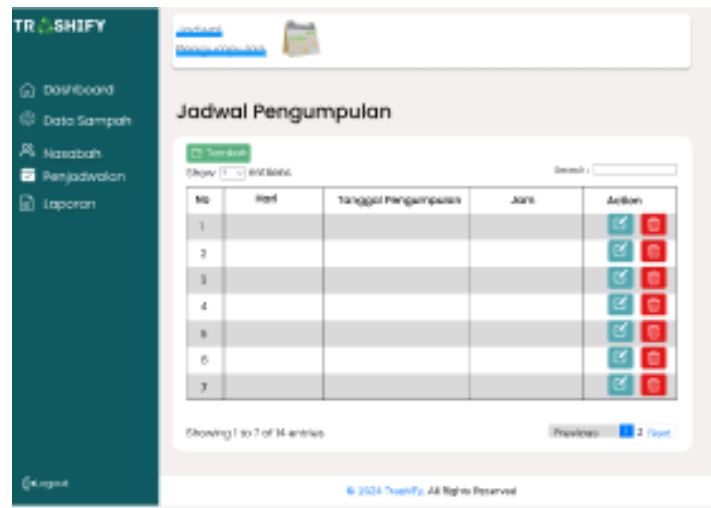 TRASHIFY
Dashboard
Data Sampah
Nasabah
Penjadwalan
Laporan
Logout
Jadwal
Pengumpulan
Jadwal Pengumpulan
Tambah
Show 1 entries
Search :
No Hari Tanggal Pengumpulan Jam Action
1
2
3
4
5
6
7
Showing 1 to 7 of 14 entries
Previous 1 2 Next
© 2024 Trashify, All Rights Reserved